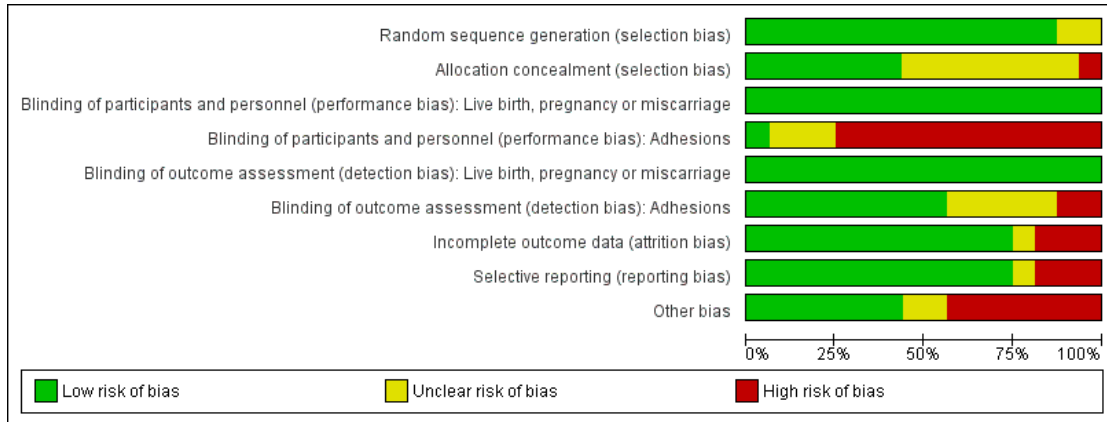 Random sequence generation (selection bias)
Allocation concealment (selection bias)
Blinding of participants and personnel (performance bias): Live birth, pregnancy or miscarriage
Blinding of participants and personnel (performance bias): Adhesions
Blinding of outcome assessment (detection bias): Live birth, pregnancy or miscarriage
Blinding of outcome assessment (detection bias): Adhesions
Incomplete outcome data (attrition bias)
Selective reporting (reporting bias)
Other bias
0% 25% 50% 75% 100%
Low risk of bias Unclear risk of bias High risk of bias